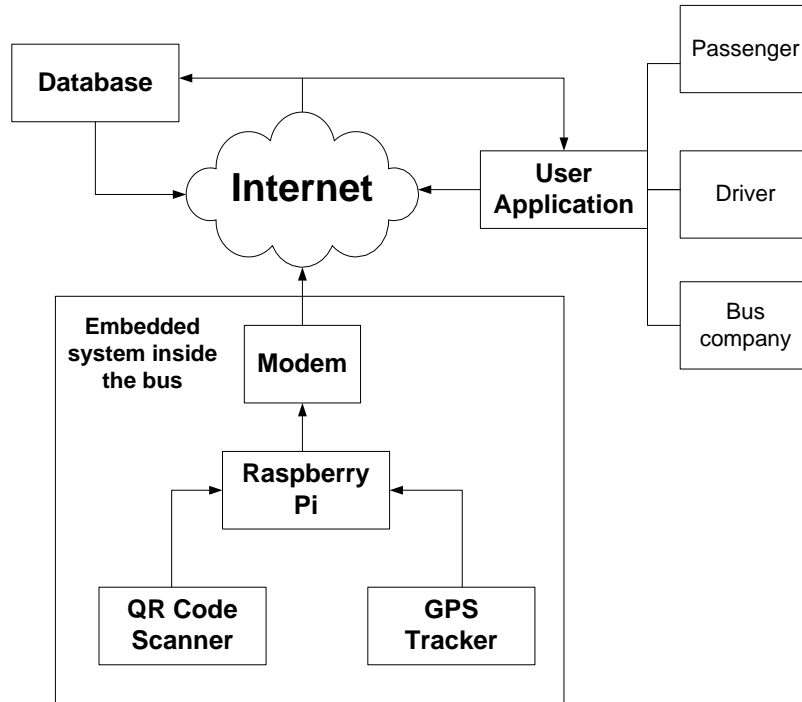 Passenger
Database
Internet
User
Application
Driver
Bus
company
Embedded
system inside
the bus
Modem
Raspberry
Pi
QR Code
Scanner
GPS
Tracker